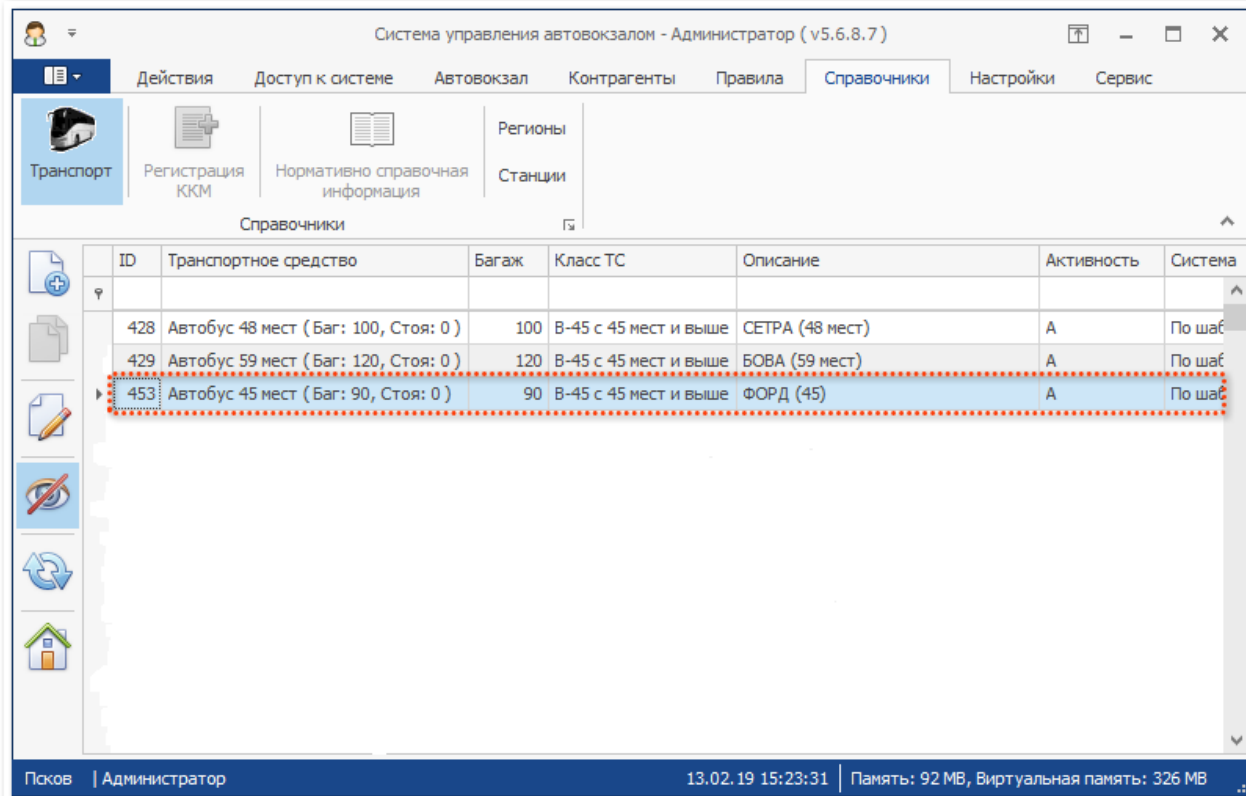 Система управления автовокзалом - Администратор ( v5.6.8.7 )
Действия Доступ к системе Автовокзал Контрагенты Правила Справочники Настройки Сервис
Транспорт
Регистрация
ККМ
Нормативно справочная
информация
Регионы
Станции
Справочники
ID Транспортное средство Багаж Класс ТС Описание Активность Система
428 Автобус 48 мест ( Баг: 100, Стоя: 0 ) 100 В-45 с 45 мест и выше СЕТРА (48 мест) А По шаб
429 Автобус 59 мест ( Баг: 120, Стоя: 0 ) 120 В-45 с 45 мест и выше БОВА (59 мест) А По шаб
453 Автобус 45 мест ( Баг: 90, Стоя: 0 ) 90 В-45 с 45 мест и выше ФОРД (45) А По шаб
Псков | Администратор 13.02.19 15:23:31 Память: 92 MB, Виртуальная память: 326 MB